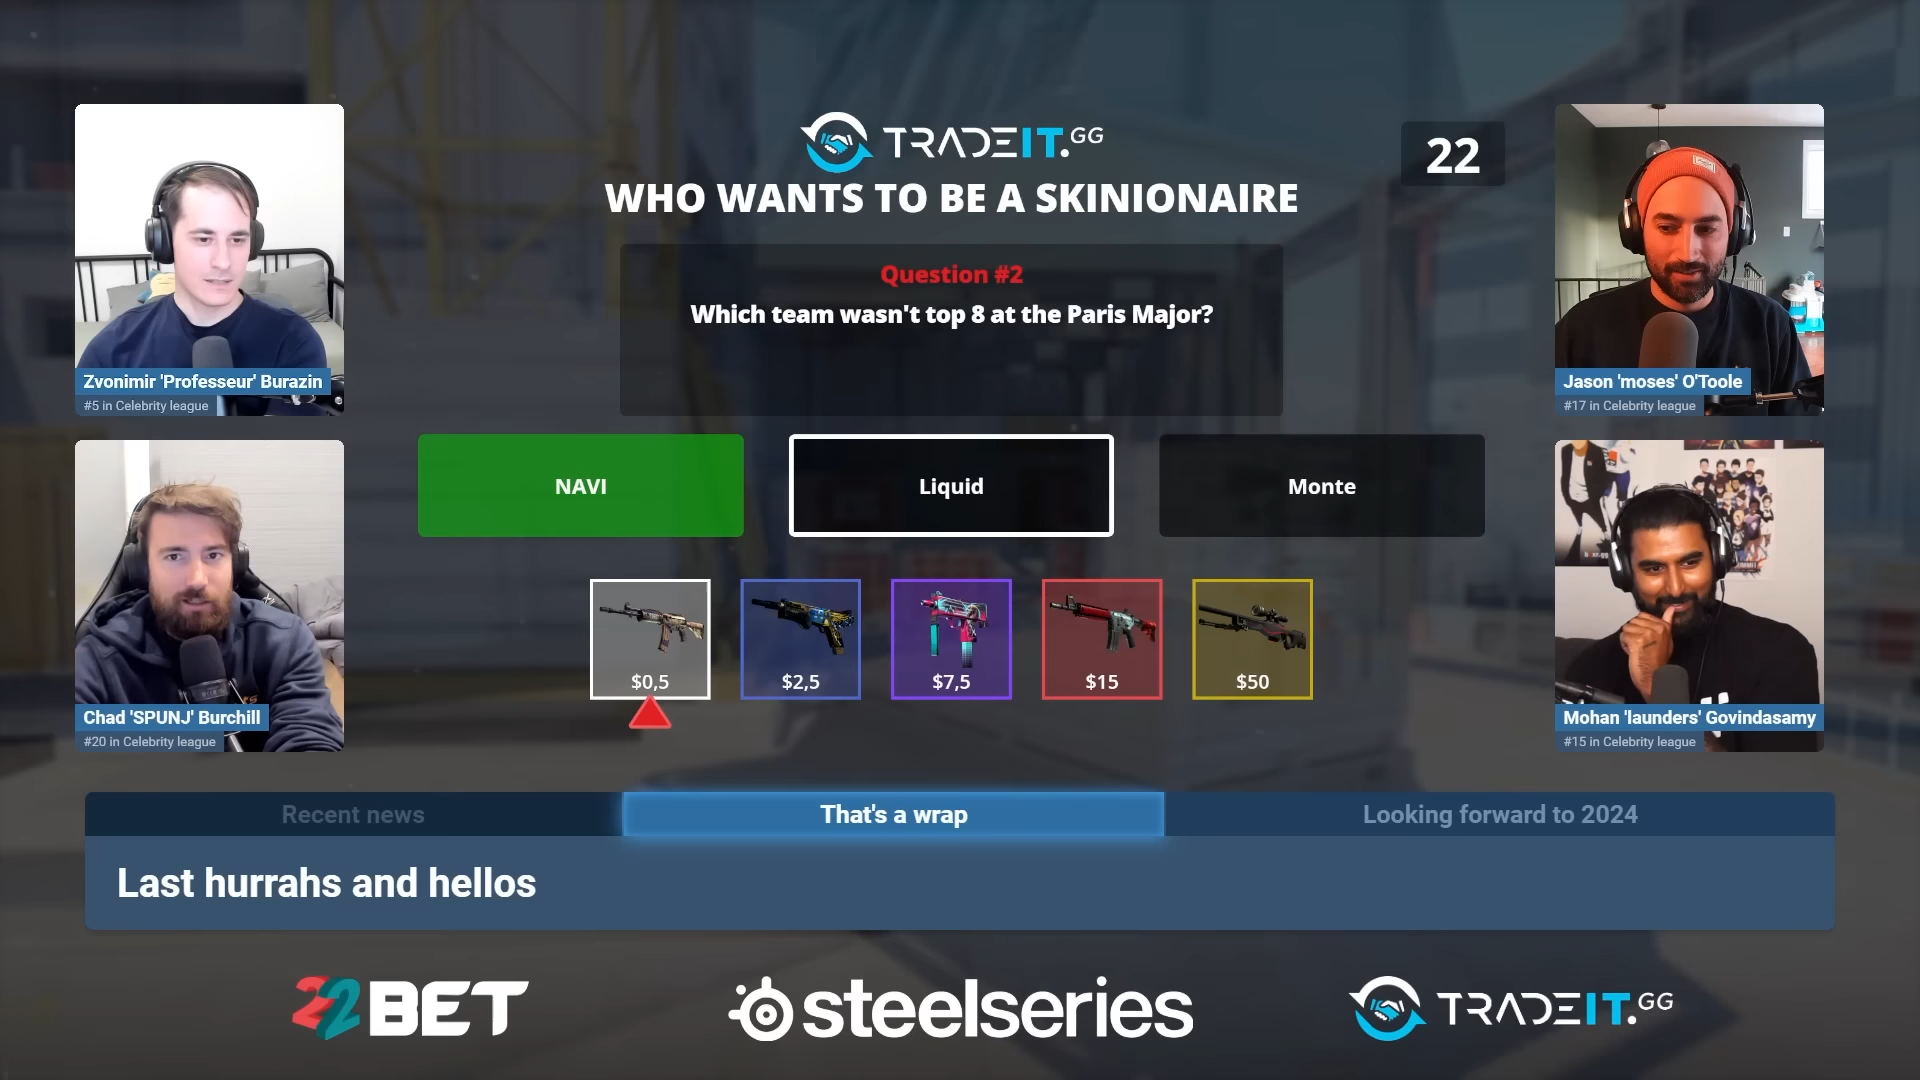 TRADEIT.GG
WHO WANTS TO BE A SKINIONAIRE
22
Question #2
Which team wasn't top 8 at the Paris Major?
NAVI
Liquid
Monte
$0,5
$2,5
$7,5
$15
$50
Zvonimir 'Professeur' Burazin
#5 in Celebrity league
Jason 'moses' O'Toole
#17 in Celebrity league
Chad 'SPUNJ' Burchill
#20 in Celebrity league
Mohan 'launders' Govindasamy
#15 in Celebrity league
Recent news
That's a wrap
Looking forward to 2024
Last hurrahs and hellos
22BET
steelseries
TRADEIT.GG